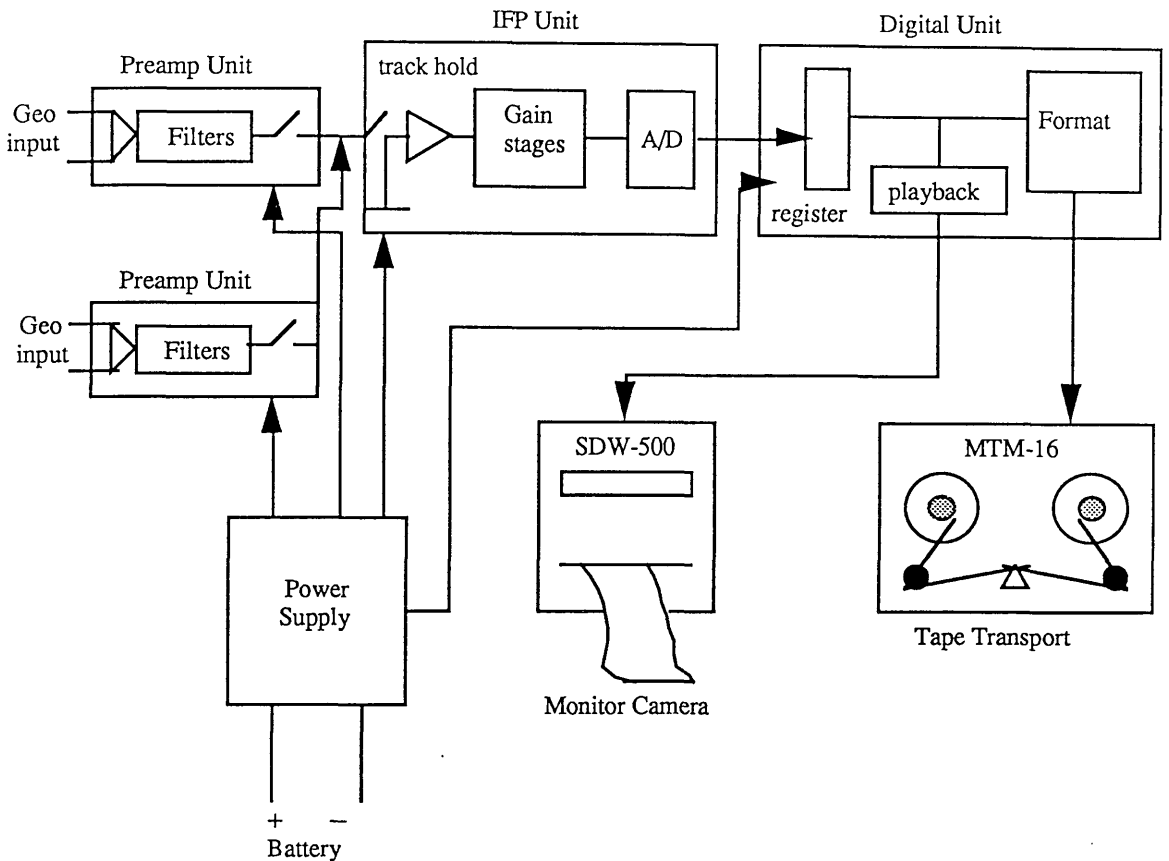 IFP Unit
Digital Unit
Preamp Unit
track hold
Geo
input
Filters
Gain
stages
A/D
Format
playback
register
Preamp Unit
Geo
input
Filters
SDW-500
MTM-16
Power
Supply
Tape Transport
Monitor Camera
+ −
Battery